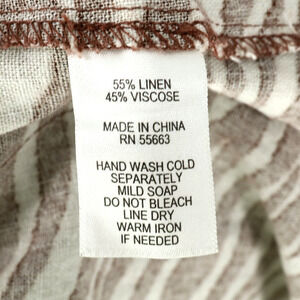 55% LINEN
45% VISCOSE
MADE IN CHINA
RN 55663
HAND WASH COLD
SEPARATELY
MILD SOAP
DO NOT BLEACH
LINE DRY
WARM IRON
IF NEEDED